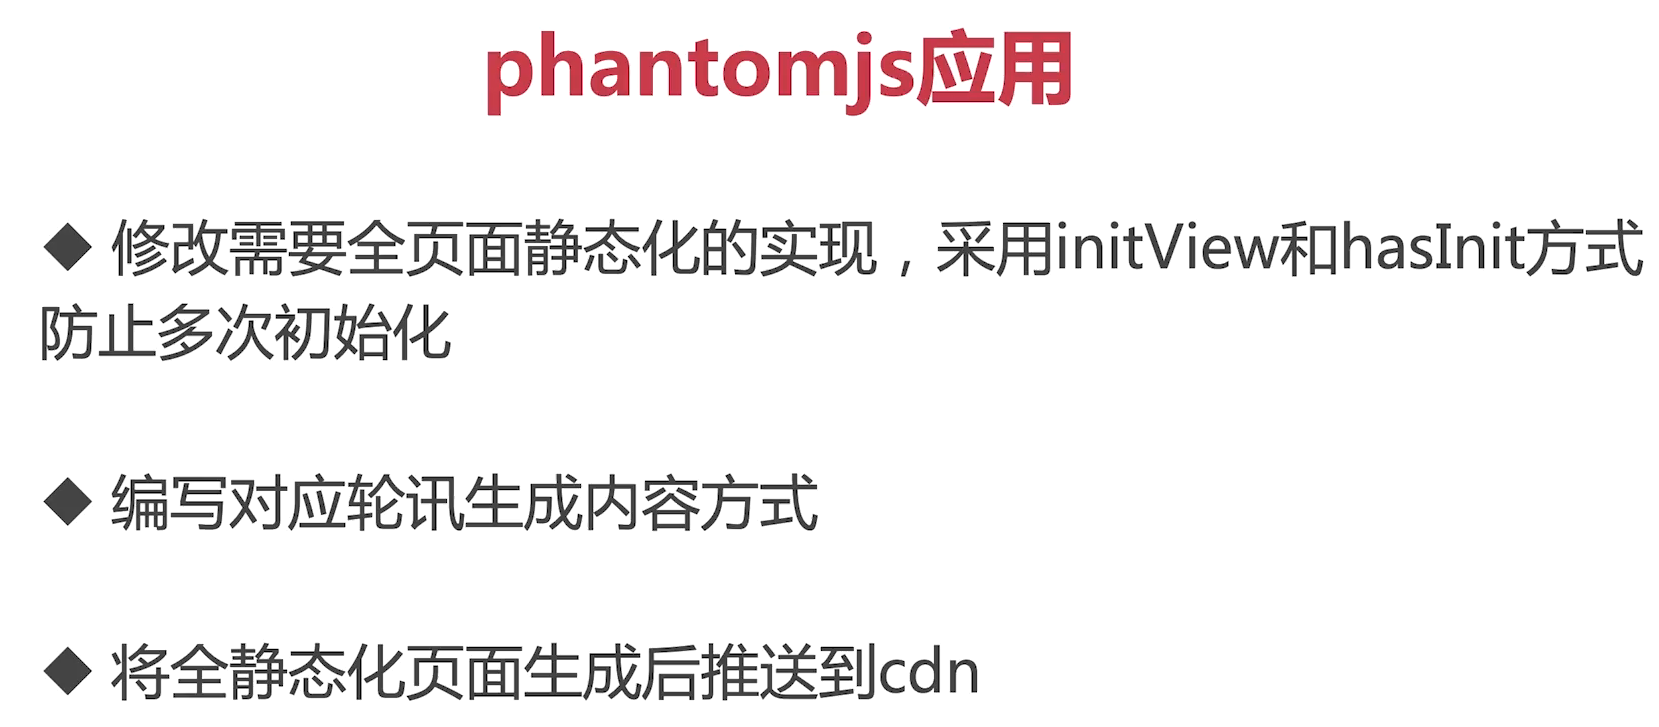 phantomjs应用
◆ 修改需要全页面静态化的实现，采用initView和hasInit方式
防止多次初始化
◆ 编写对应轮讯生成内容方式
◆ 将全静态化页面生成后推送到cdn